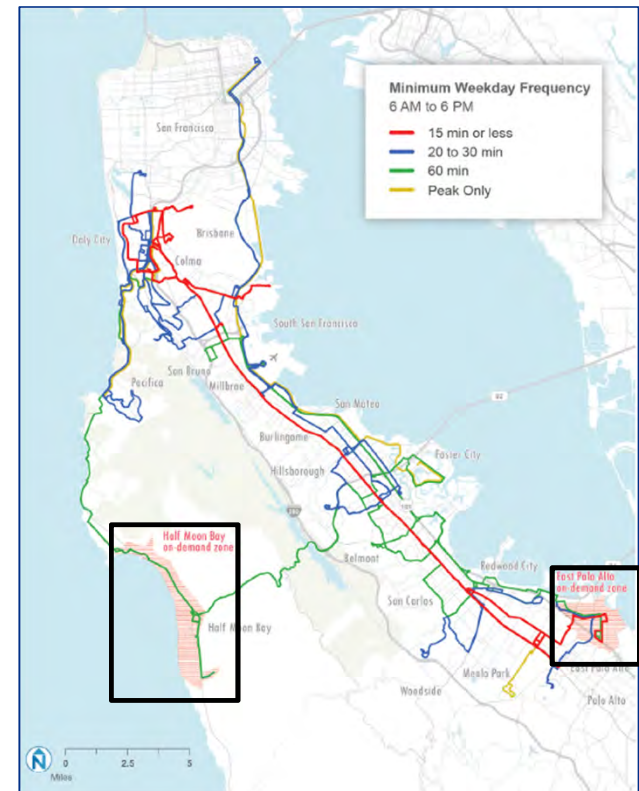 Minimum Weekday Frequency
6 AM to 6 PM
15 min or less
20 to 30 min
60 min
Peak Only
San Francisco
Daly City
Brisbane
Colma
South San Francisco
San Bruno
Pacifica
Millbrae
San Mateo
92
Burlingame
Foster City
Hillsborough
101
280
Half Moon Bay
on-demand zone
Belmont
Redwood City
East Palo Alto
on-demand zone
San Carlos
Half Moon Bay
Menlo Park
East Palo Alto
Woodside
Palo Alto
N
0 2.5 5
Miles